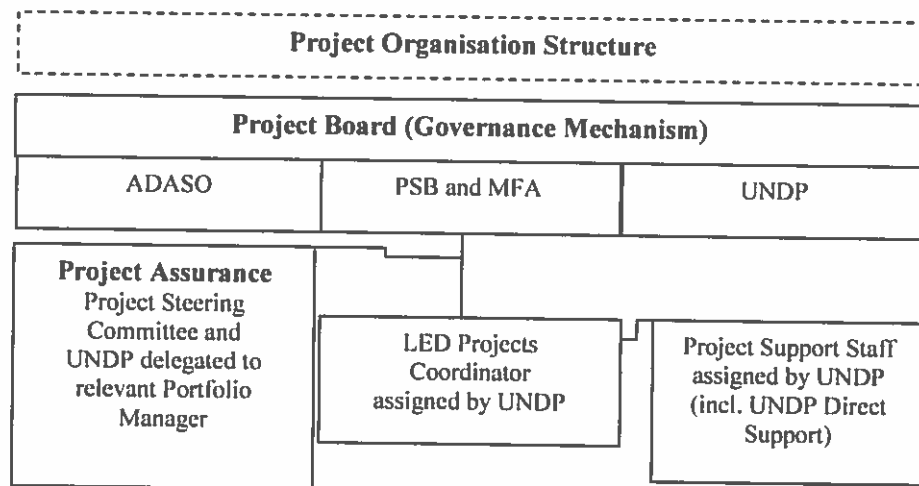 Project Organisation Structure
Project Board (Governance Mechanism)
ADASO
PSB and MFA
UNDP
Project Assurance
Project Steering
Committee and
UNDP delegated to
relevant Portfolio
Manager
LED Projects
Coordinator
assigned by UNDP
Project Support Staff
assigned by UNDP
(incl. UNDP Direct
Support)